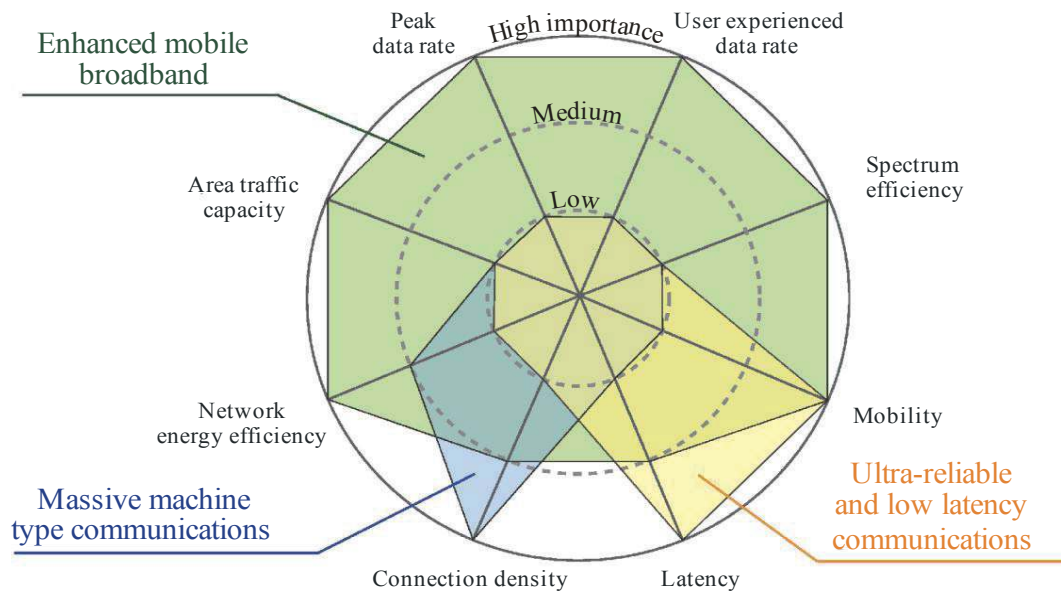 Peak
data rate
High importance
User experienced
data rate
Enhanced mobile
broadband
Medium
Area traffic
capacity
Low
Spectrum
efficiency
Network
energy efficiency
Mobility
Massive machine
type communications
Ultra-reliable
and low latency
communications
Connection density
Latency